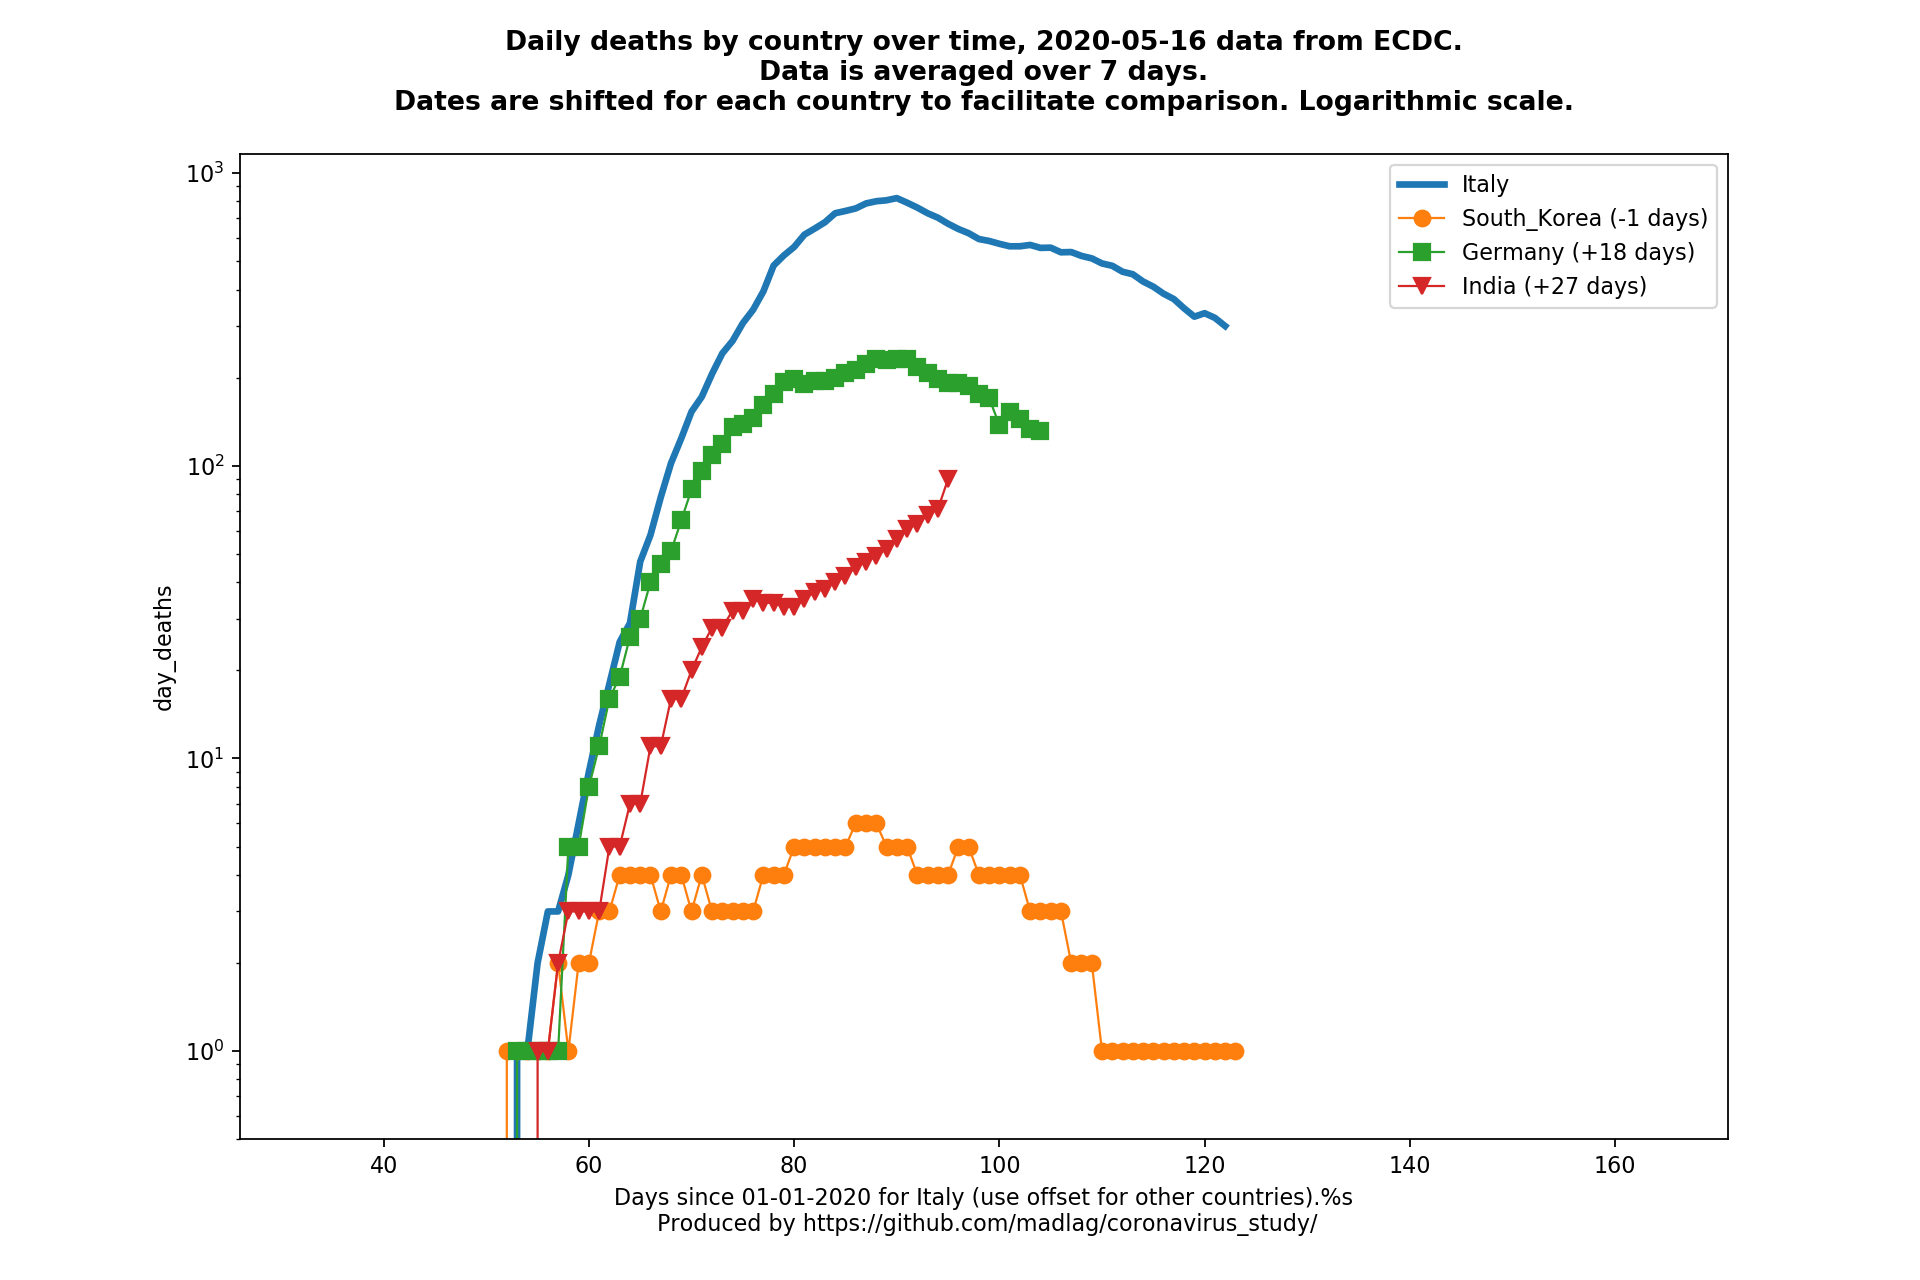 Daily deaths by country over time, 2020-05-16 data from ECDC.
Data is averaged over 7 days.
Dates are shifted for each country to facilitate comparison. Logarithmic scale.
Italy
South_Korea (-1 days)
Germany (+18 days)
India (+27 days)
day_deaths
10³
10²
10¹
10⁰
40 60 80 100 120 140 160
Days since 01-01-2020 for Italy (use offset for other countries).%s
Produced by https://github.com/madlag/coronavirus_study/